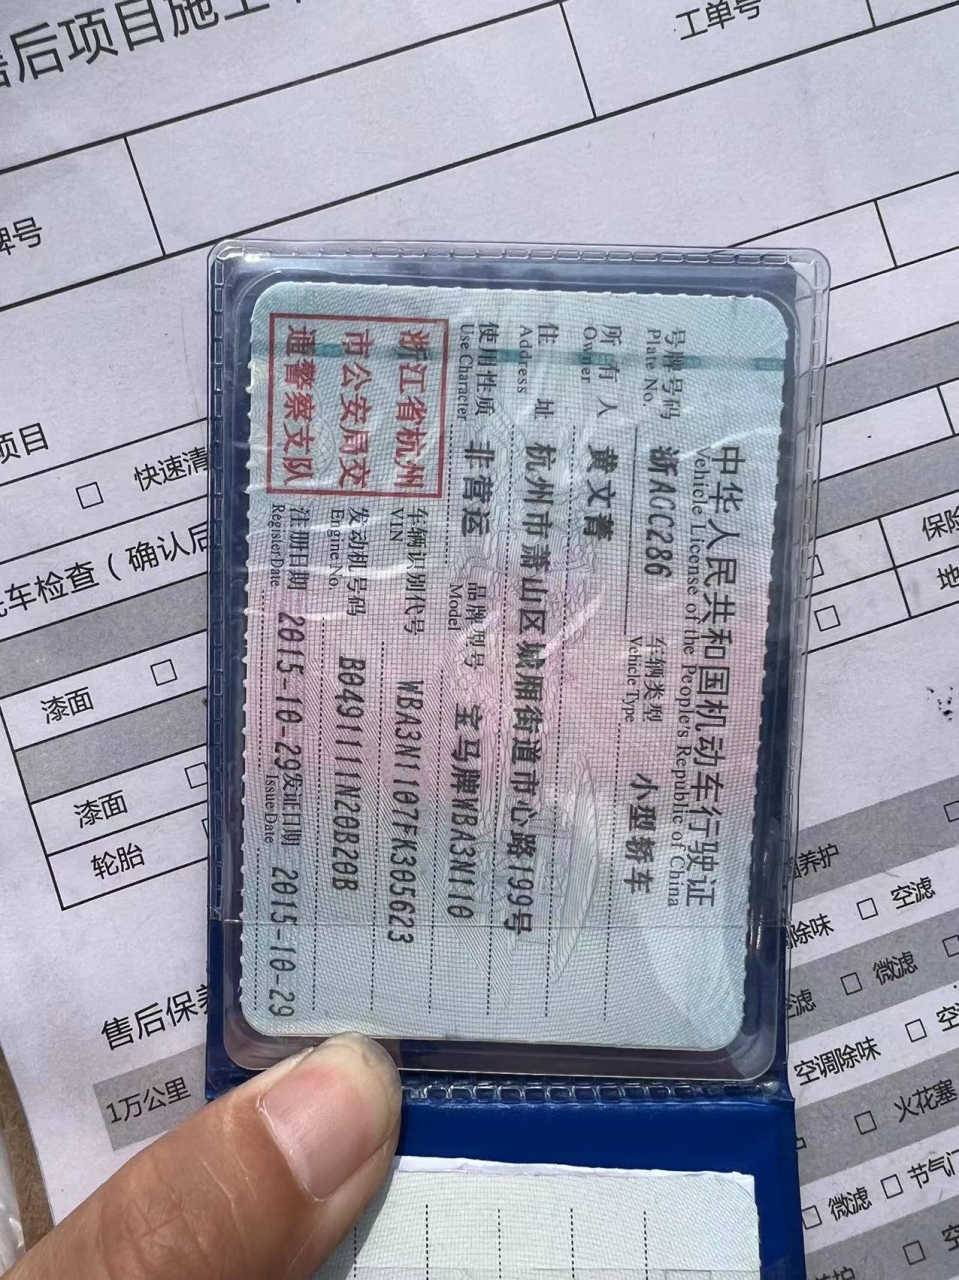 售后项目施工
工单号
牌号
中华人民共和国机动车行驶证
Vehicle License of the People's Republic of China
号牌号码 浙ACC286 车辆类型 小型轿车
Plate No. Vehicle Type
所有人 黄文菁
Owner
住址 杭州市萧山区城厢街道市心路199号
Address
使用性质 非营运 品牌型号 宝马牌WBA3N110
Use Character Model
浙江省杭州
市公安局交
通警察支队
车辆识别代号 WBA3N1107FK305623
VIN
发动机号码 B0491111N20B20B
Engine No.
注册日期 2015-10-29 发证日期 2015-10-29
Register Date Issue Date
项目
快速清
车检查（确认后
保险
地
漆面
漆面
轮胎
售后保养
1万公里
养护
除味
空滤
空滤
微滤
空调除味
火花塞
微滤
节气门
养护